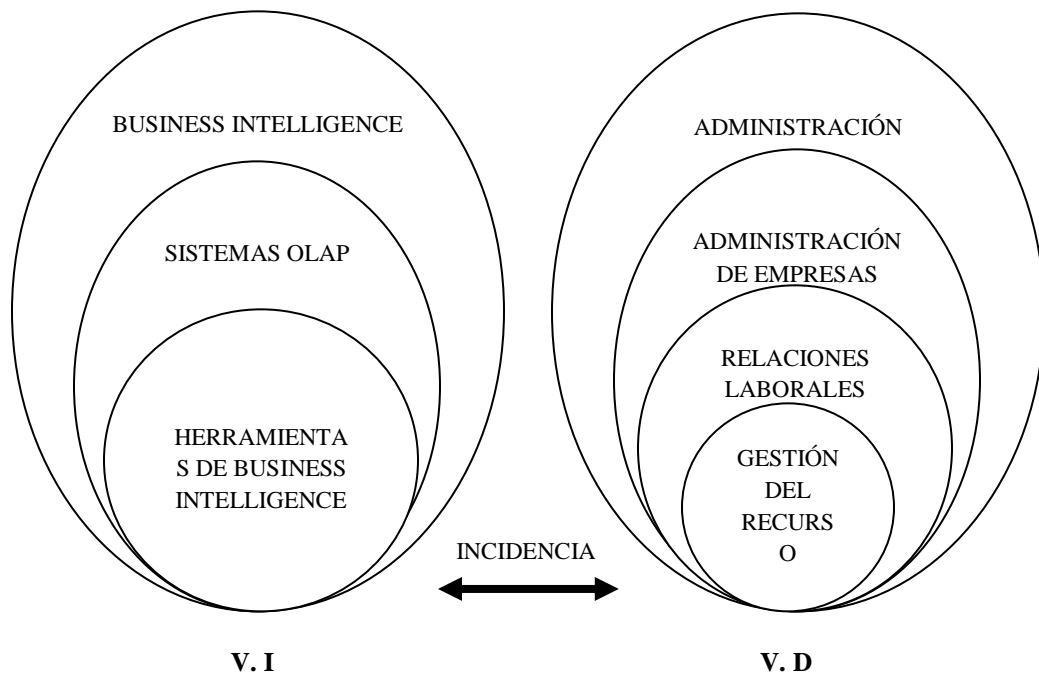 BUSINESS INTELLIGENCE
SISTEMAS OLAP
HERRAMIENTA
S DE BUSINESS
INTELLIGENCE
ADMINISTRACIÓN
ADMINISTRACIÓN
DE EMPRESAS
RELACIONES
LABORALES
GESTIÓN
DEL
RECURS
O
INCIDENCIA
V. I
V. D